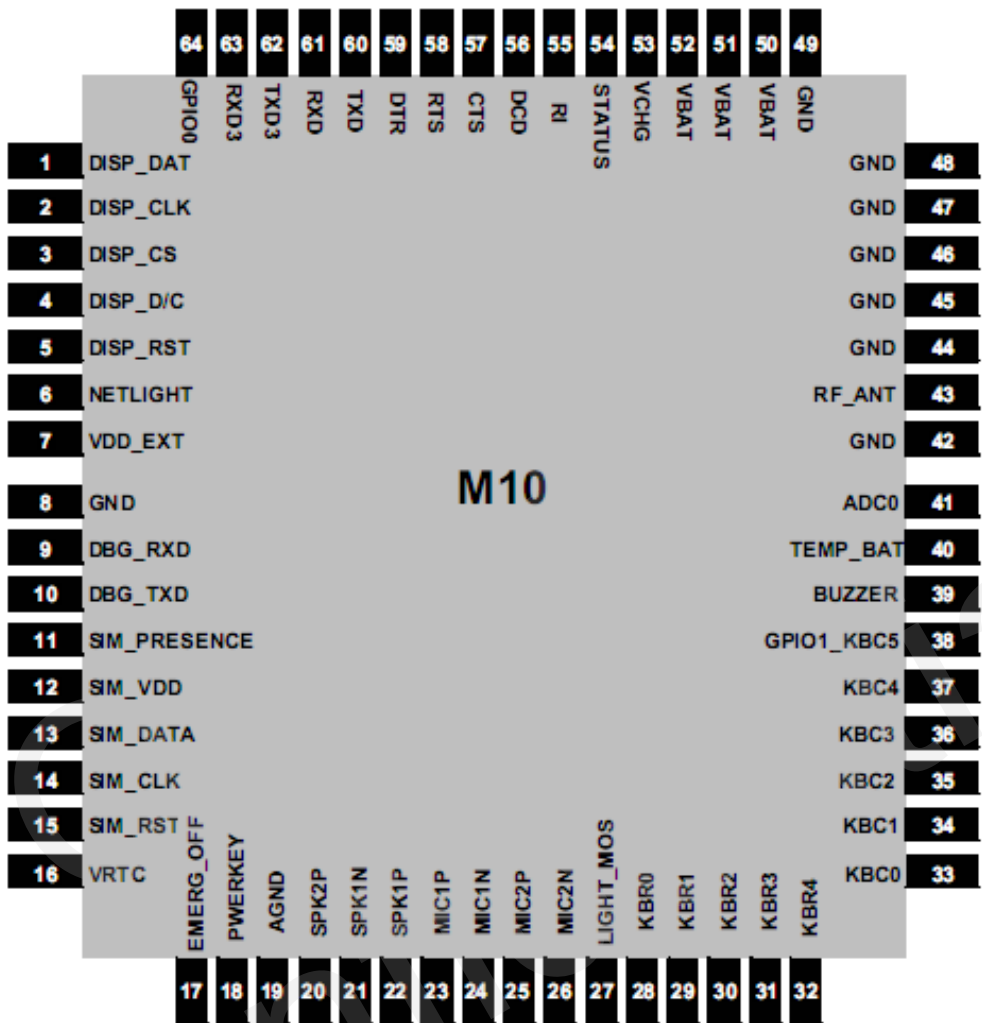 64 63 62 61 60 59 58 57 56 55 54 53 52 51 50 49
GPIO0 RXD3 TXD3 RXD TXD DTR RTS CTS DCD RI STATUS VCHG VBAT VBAT VBAT GND
1 DISP_DAT
2 DISP_CLK
3 DISP_CS
4 DISP_D/C
5 DISP_RST
6 NETLIGHT
7 VDD_EXT
8 GND
9 DBG_RXD
10 DBG_TXD
11 SIM_PRESENCE
12 SIM_VDD
13 SIM_DATA
14 SIM_CLK
15 SIM_RST
16 VRTC
M10
GND 48
GND 47
GND 46
GND 45
GND 44
RF_ANT 43
GND 42
ADC0 41
TEMP_BAT 40
BUZZER 39
GPIO1_KBC5 38
KBC4 37
KBC3 36
KBC2 35
KBC1 34
KBC0 33
EMERG_OFF PWERKEY AGND SPK2P SPK1N SPK1P MIC1P MIC1N MIC2P MIC2N LIGHT_MOS KBR0 KBR1 KBR2 KBR3 KBR4
17 18 19 20 21 22 23 24 25 26 27 28 29 30 31 32